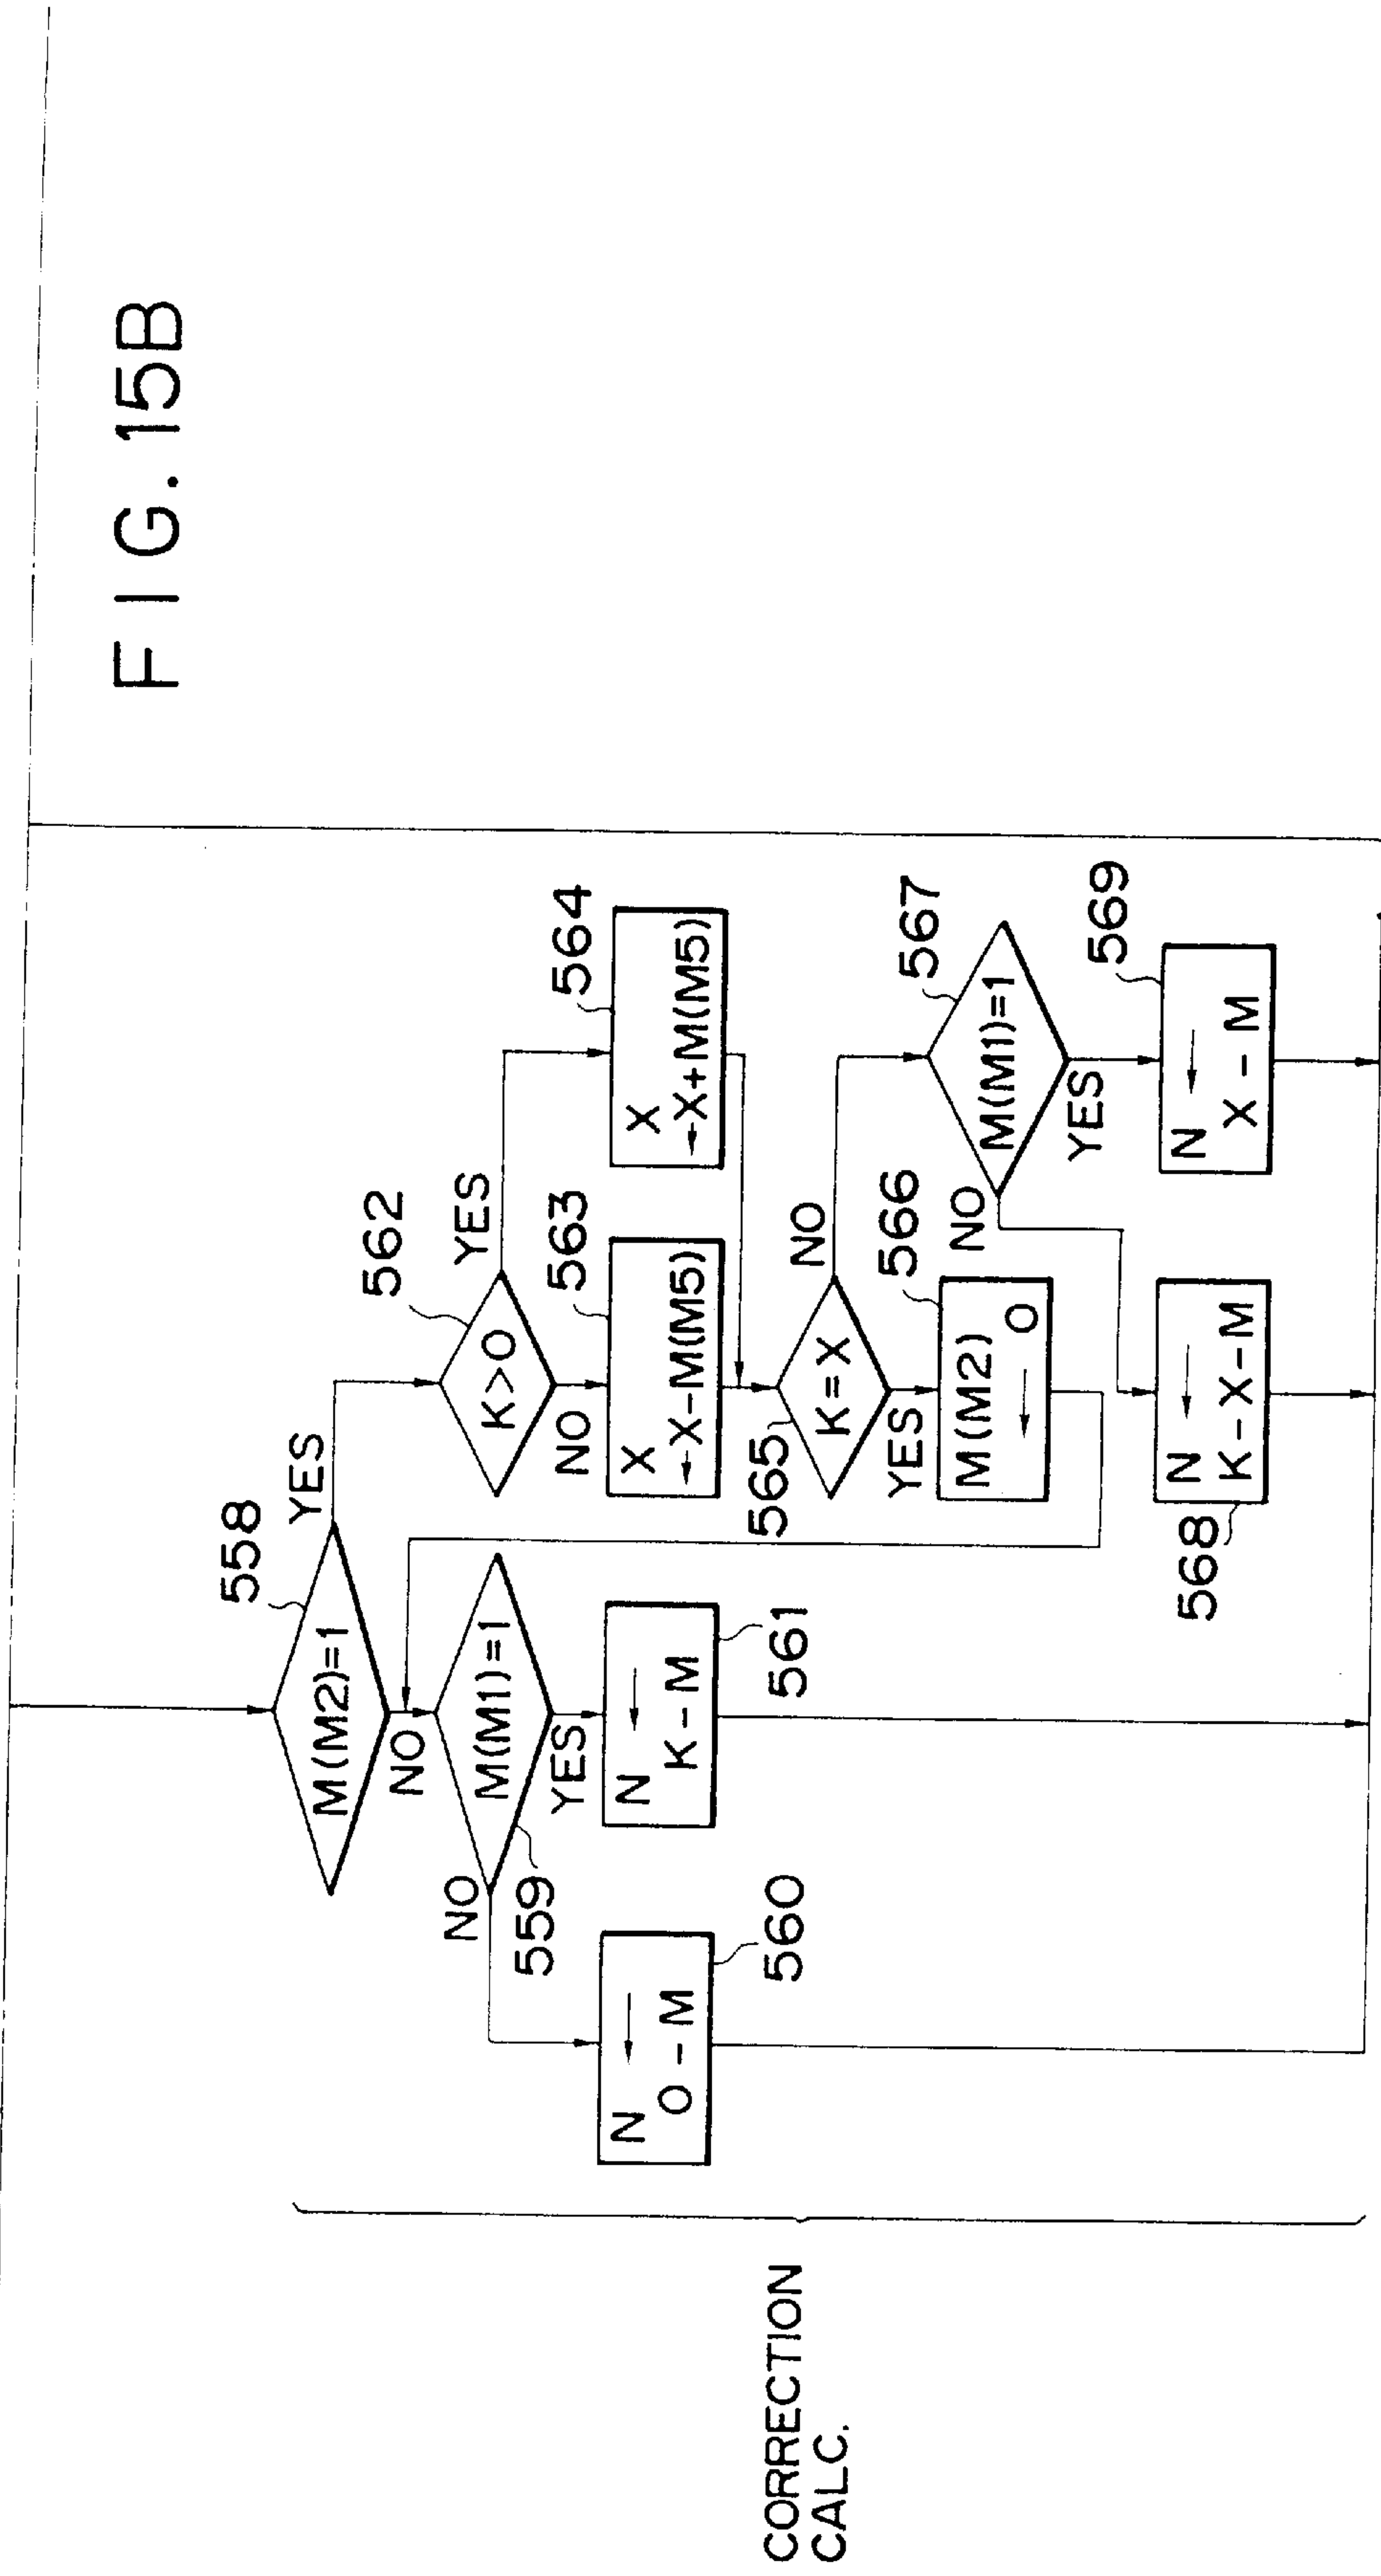 FIG. 15B
558
M(M2)=1
YES
NO
562
K>0
YES
NO
559
M(M1)=1
NO
YES
563
X
←X-M(M5)
564
X
←X+M(M5)
560
N ←
O-M
561
N ←
K-M
565
K=X
NO
YES
566
M(M2)
← O
567
M(M1)=1
NO
YES
568
N ←
K-X-M
569
N ←
X-M
CORRECTION
CALC.